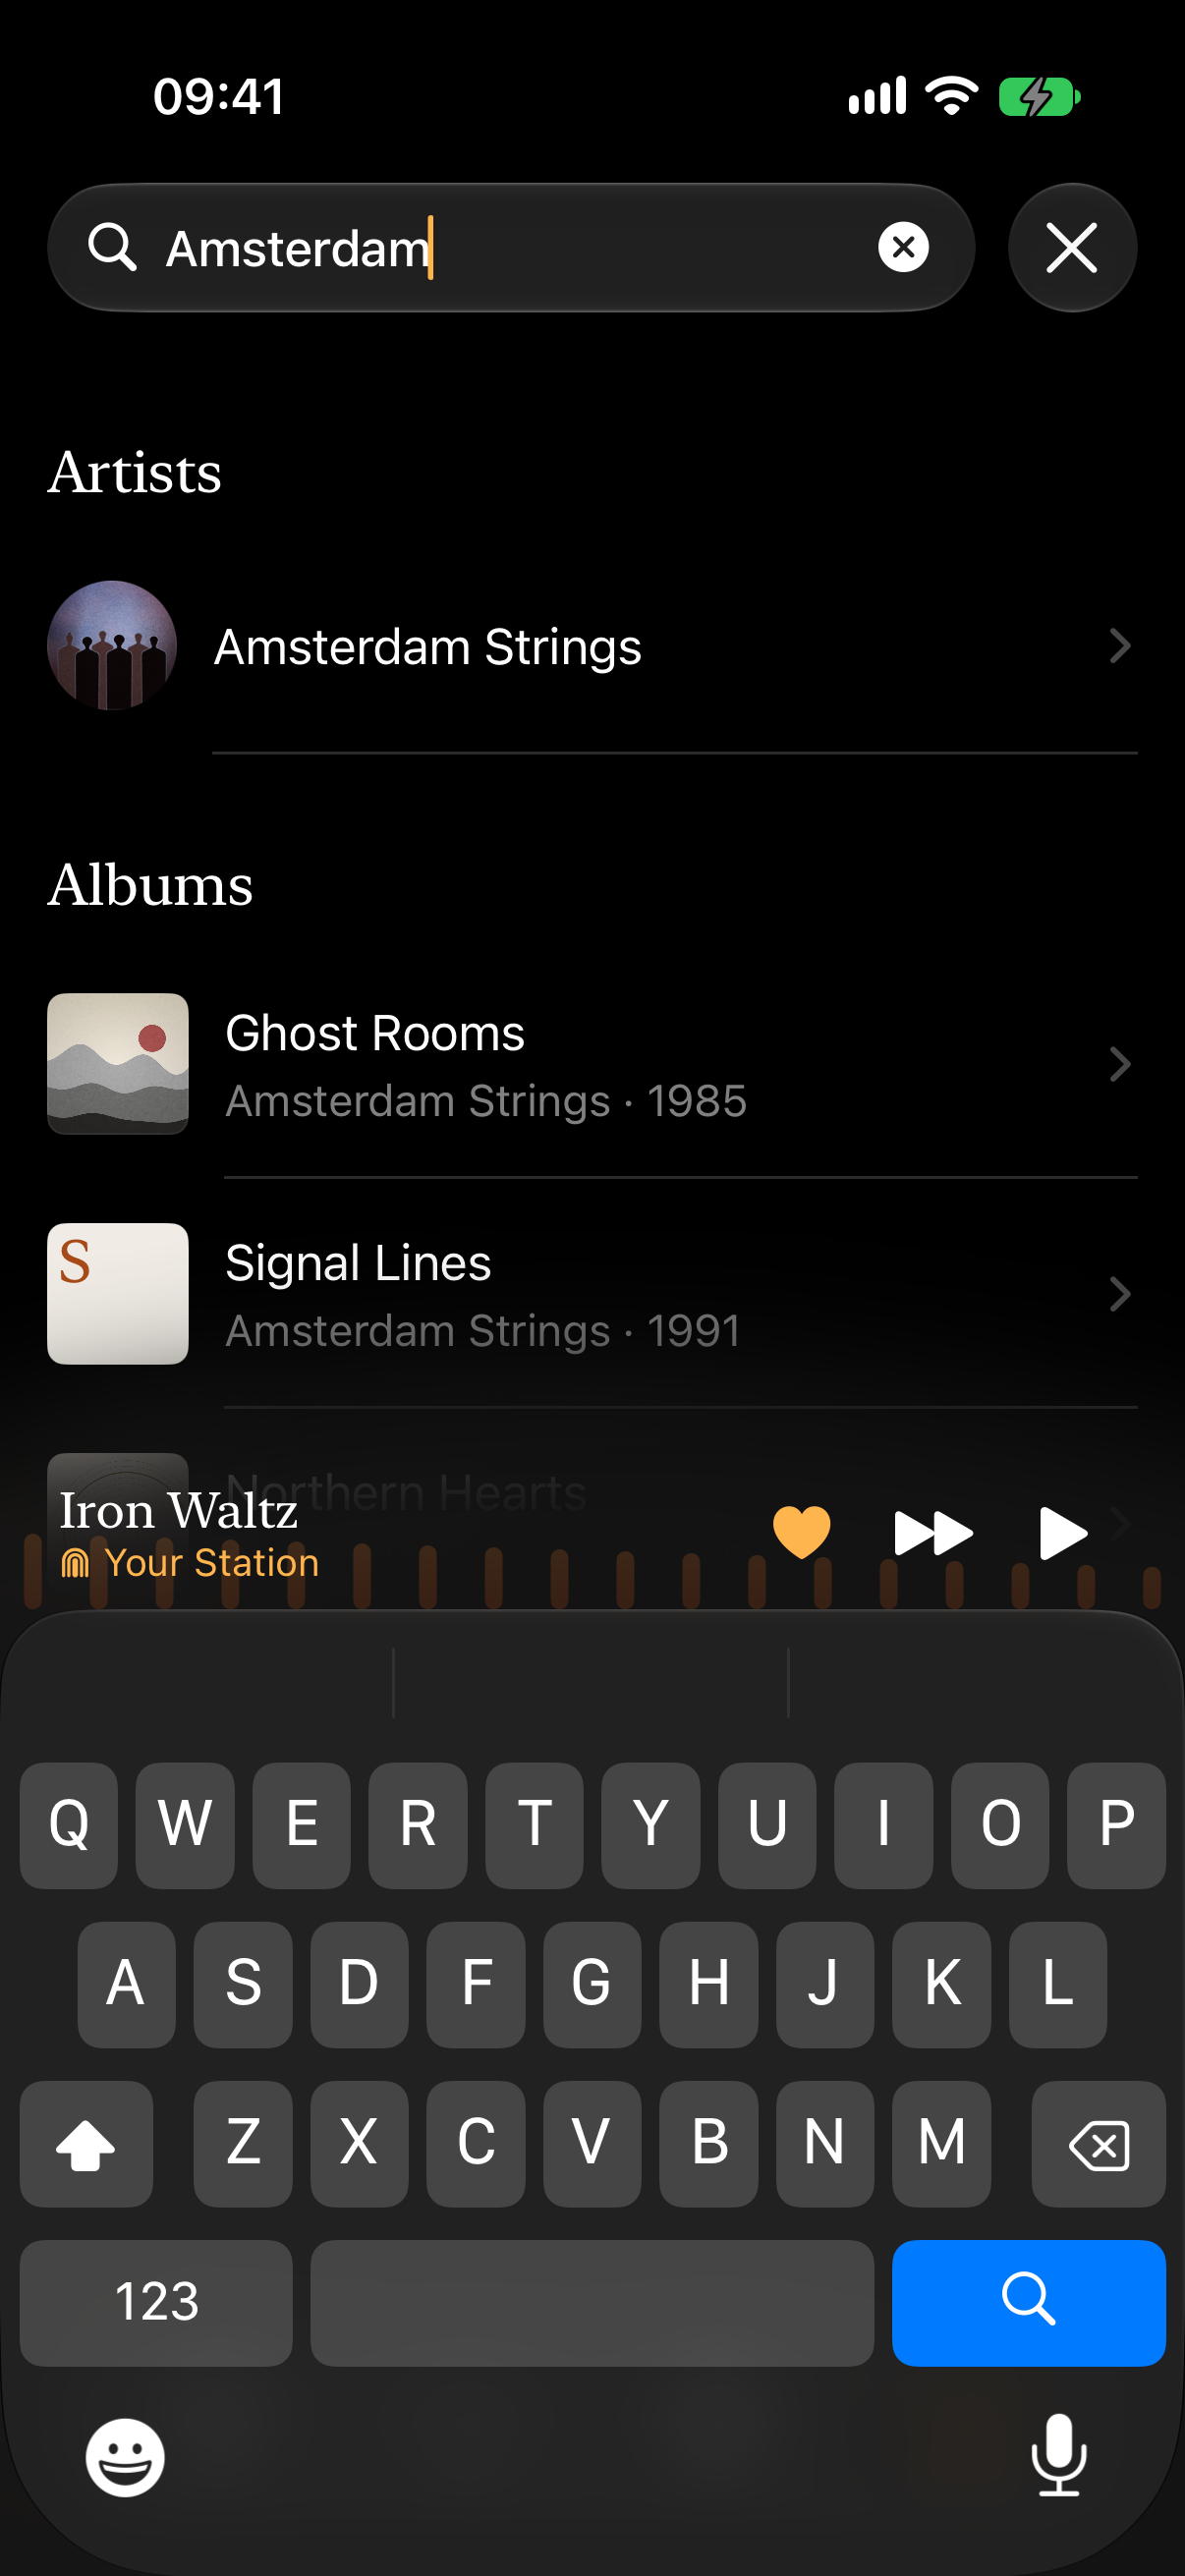 09:41
Amsterdam
Artists
Amsterdam Strings
Albums
Ghost Rooms
Amsterdam Strings · 1985
S
Signal Lines
Amsterdam Strings · 1991
Northern Hearts
Iron Waltz
Your Station
Q W E R T Y U I O P
A S D F G H J K L
Z X C V B N M
123